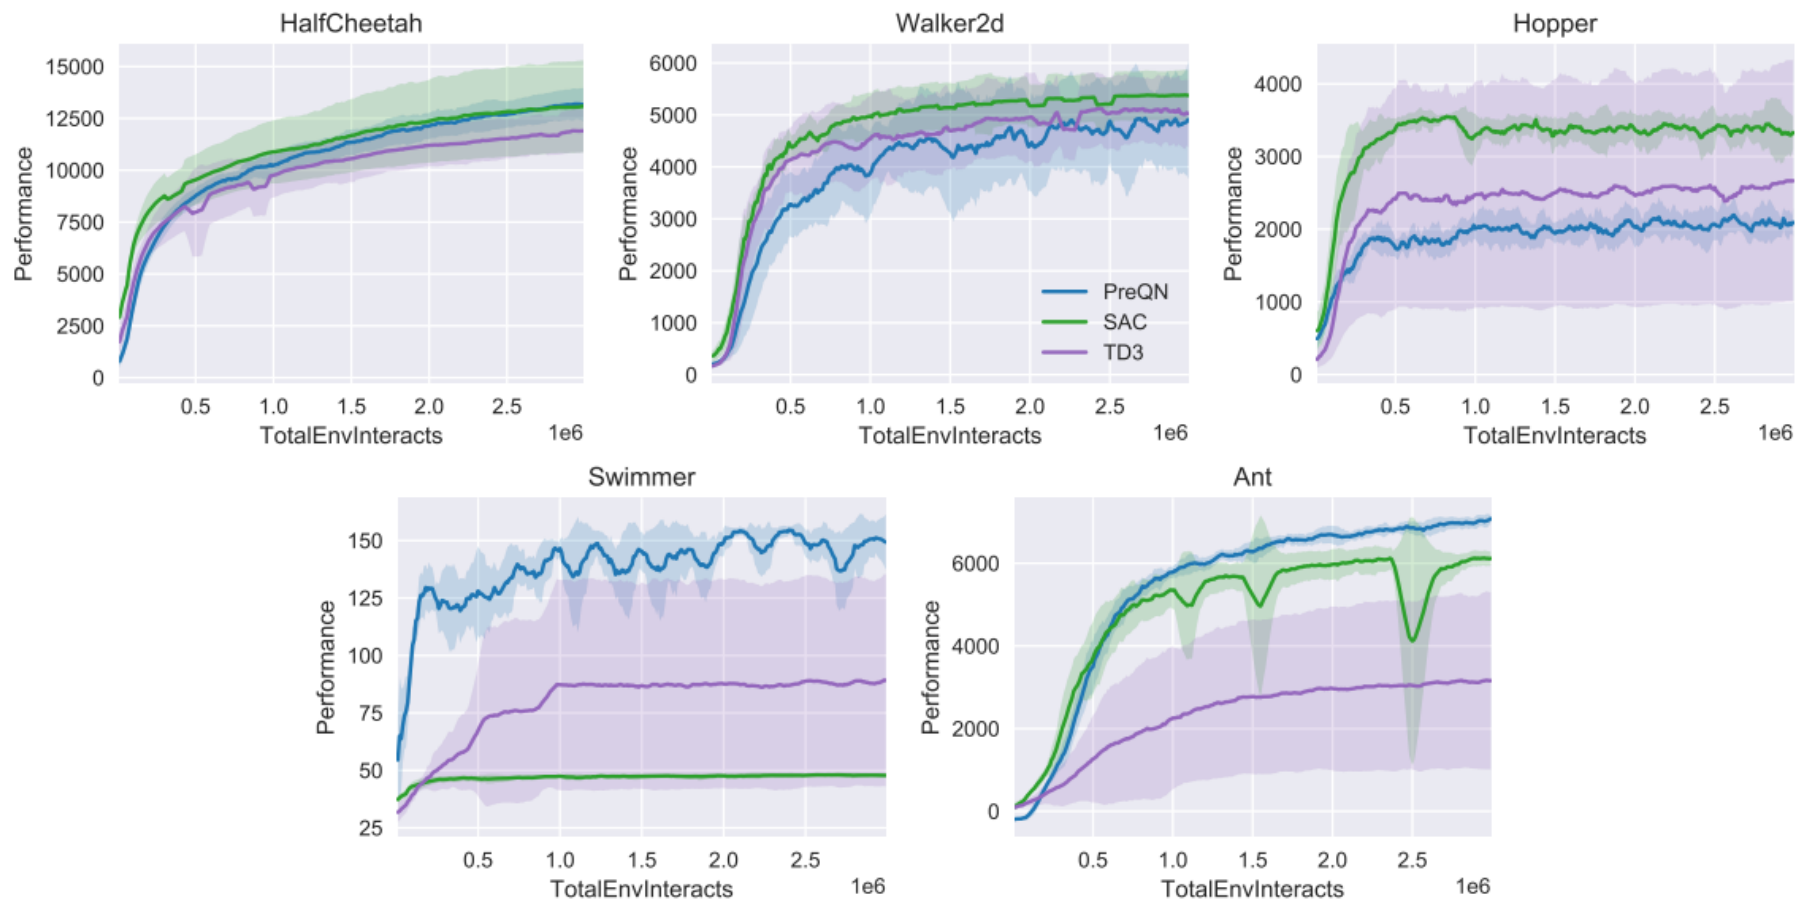 HalfCheetah
Performance
15000
12500
10000
7500
5000
2500
0
0.5 1.0 1.5 2.0 2.5
TotalEnvInteracts 1e6
Walker2d
Performance
6000
5000
4000
3000
2000
1000
0
PreQN
SAC
TD3
0.5 1.0 1.5 2.0 2.5
TotalEnvInteracts 1e6
Hopper
Performance
4000
3000
2000
1000
0
0.5 1.0 1.5 2.0 2.5
TotalEnvInteracts 1e6
Swimmer
Performance
150
125
100
75
50
25
0.5 1.0 1.5 2.0 2.5
TotalEnvInteracts 1e6
Ant
Performance
6000
4000
2000
0
0.5 1.0 1.5 2.0 2.5
TotalEnvInteracts 1e6